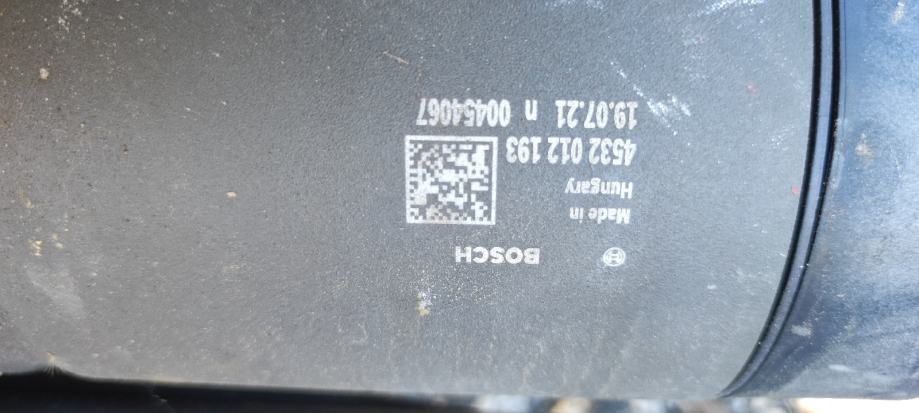 BOSCH
Made in
Hungary
4532 012 193
19.07.21 n 00454067